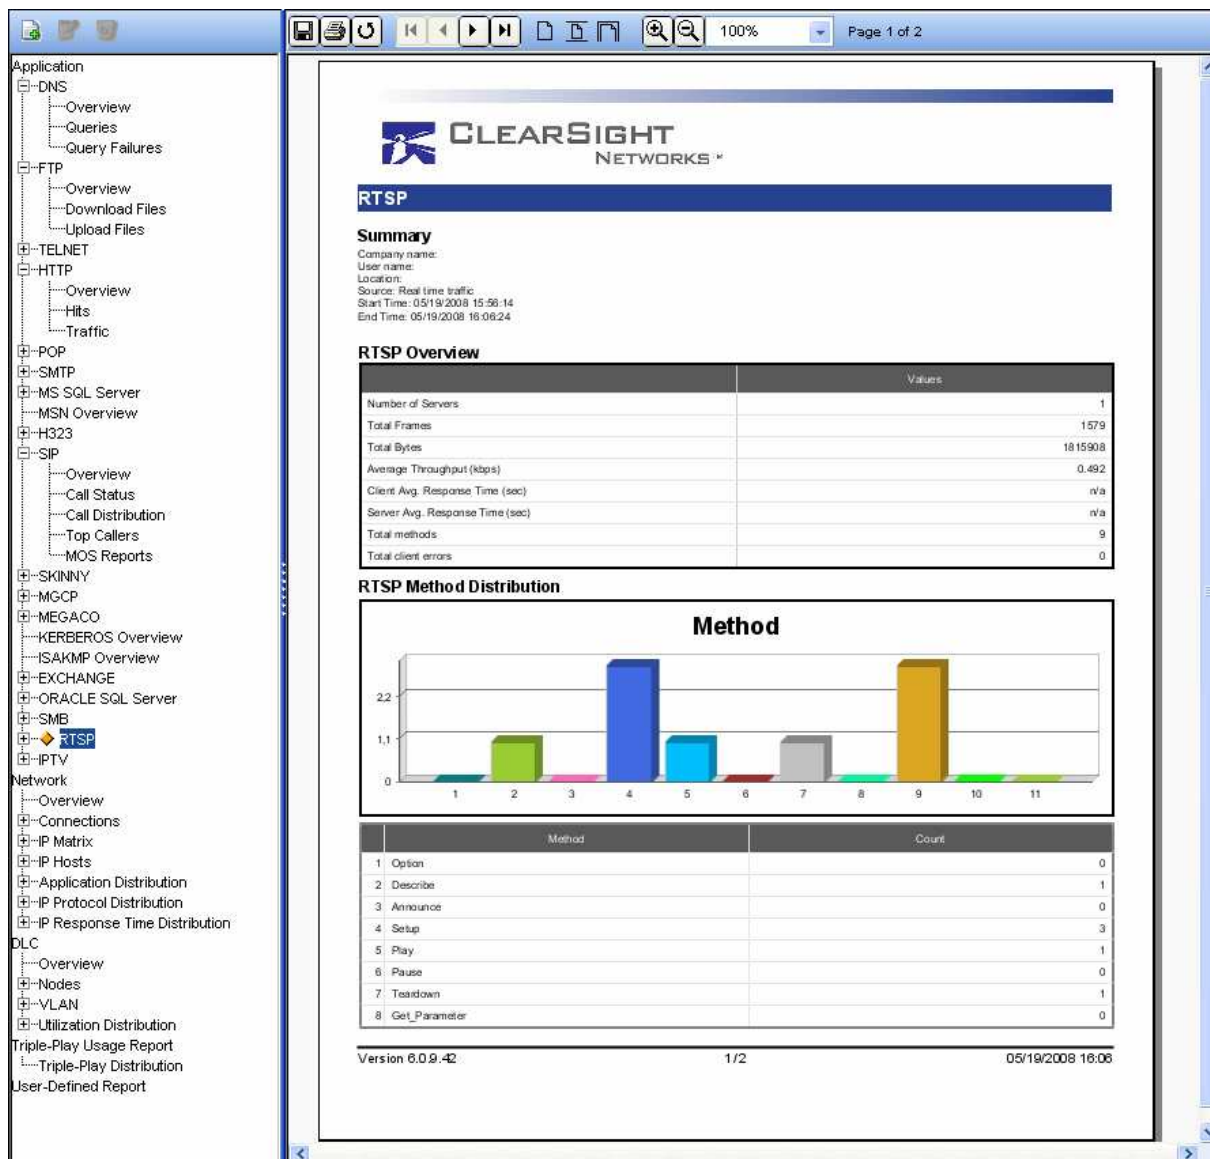 Application
DNS
Overview
Queries
Query Failures
FTP
Overview
Download Files
Upload Files
TELNET
HTTP
Overview
Hits
Traffic
POP
SMTP
MS SQL Server
MSN Overview
H323
SIP
Overview
Call Status
Call Distribution
Top Callers
MOS Reports
SKINNY
MGCP
MEGACO
KERBEROS Overview
ISAKMP Overview
EXCHANGE
ORACLE SQL Server
SMB
RTSP
IPTV
Network
Overview
Connections
IP Matrix
IP Hosts
Application Distribution
IP Protocol Distribution
IP Response Time Distribution
DLC
Overview
Nodes
VLAN
Utilization Distribution
Triple-Play Usage Report
Triple-Play Distribution
User-Defined Report
100% Page 1 of 2
CLEARSIGHT
NETWORKS
RTSP
Summary
Company name:
User name:
Location:
Source: Real time traffic
Start Time: 05/19/2008 15:56:14
End Time: 05/19/2008 16:06:24
RTSP Overview
Values
Number of Servers 1
Total Frames 1579
Total Bytes 1815908
Average Throughput (kbps) 0.492
Client Avg. Response Time (sec) n/a
Server Avg. Response Time (sec) n/a
Total methods 9
Total client errors 0
RTSP Method Distribution
Method
2,2
1,1
0
1 2 3 4 5 6 7 8 9 10 11
Method Count
1 Option 0
2 Describe 1
3 Announce 0
4 Setup 3
5 Play 1
6 Pause 0
7 Teardown 1
8 Get_Parameter 0
Version 6.0.9.42 1/2 05/19/2008 16:06